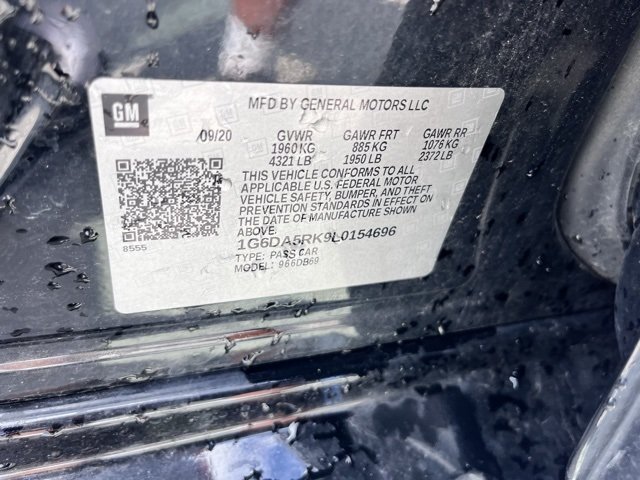 GM
MFD BY GENERAL MOTORS LLC
09/20 GVWR GAWR FRT GAWR RR
1960 KG 885 KG 1076 KG
4321 LB 1950 LB 2372 LB
THIS VEHICLE CONFORMS TO ALL
APPLICABLE U.S. FEDERAL MOTOR
VEHICLE SAFETY, BUMPER, AND THEFT
PREVENTION STANDARDS IN EFFECT ON
THE DATE OF MANUFACTURE SHOWN
ABOVE.
1G6DA5RK9L0154696
TYPE: PASS CAR
MODEL: 966DB69
8555